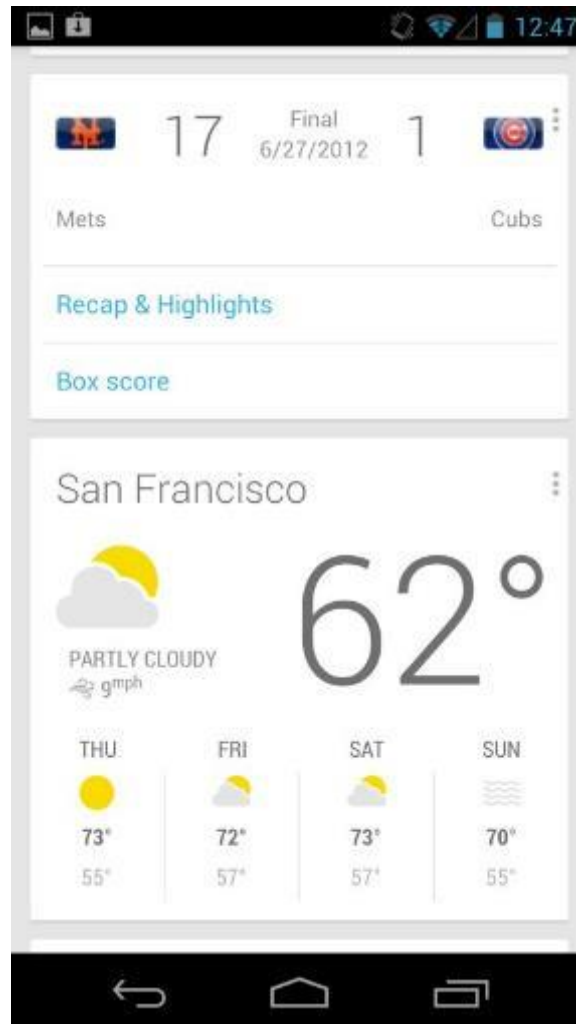 12:47
17 Final 1
6/27/2012
Mets Cubs
Recap & Highlights
Box score
San Francisco
62°
PARTLY CLOUDY
9mph
THU FRI SAT SUN
73° 72° 73° 70°
55° 57° 57° 55°